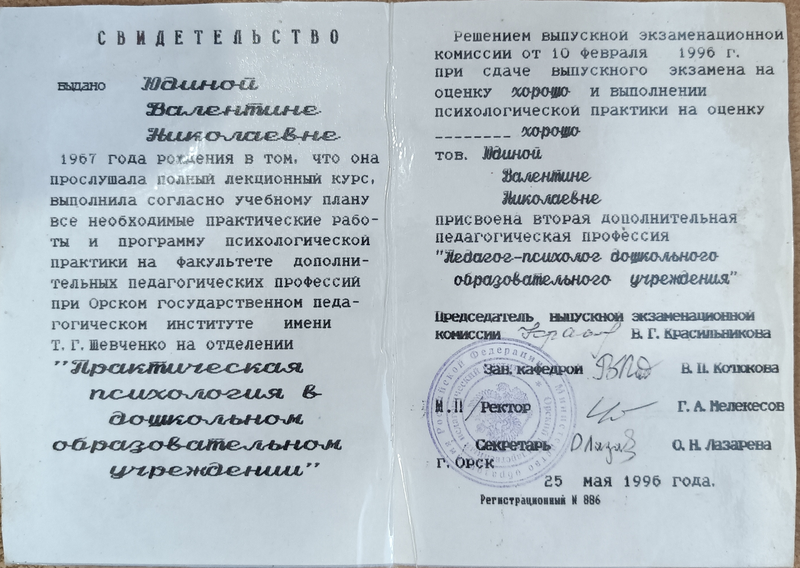 СВИДЕТЕЛЬСТВО
выдано Юдиной
Валентине
Николаевне
1967 года рождения в том, что она
прослушала полный лекционный курс,
выполнила согласно учебному плану
все необходимые практические рабо-
ты и программу психологической
практики на факультете дополни-
тельных педагогических профессий
при Орском государственном педа-
гогическом институте имени
Т.Г.Шевченко на отделении
"Практическая
психология в
дошкольном
образовательном
учреждении"
Решением выпускной экзаменационной
комиссии от 10 февраля 1996 г.
при сдаче выпускного экзамена на
оценку хорошо и выполнении
психологической практики на оценку
________ хорошо
тов. Юдиной
Валентине
Николаевне
присвоена вторая дополнительная
педагогическая профессия
"Педагог-психолог дошкольного
образовательного учреждения"
Председатель выпускной экзаменационной
комиссии В.Г.Красильникова
Зав. кафедрой В.П.Котюкова
М.П. Ректор Г.А.Мелекесов
Секретарь О.Н.Лазарева
г. Орск
25 мая 1996 года.
Регистрационный N 886